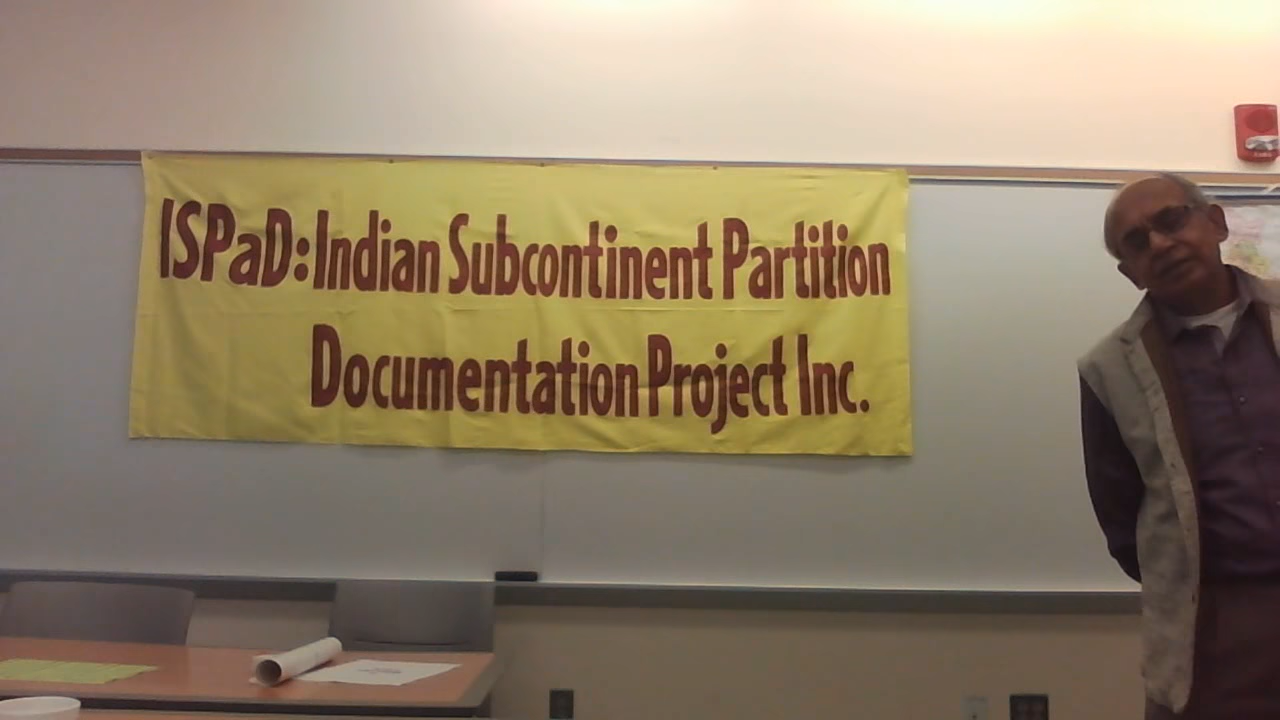 ISPaD: Indian Subcontinent Partition
Documentation Project Inc.